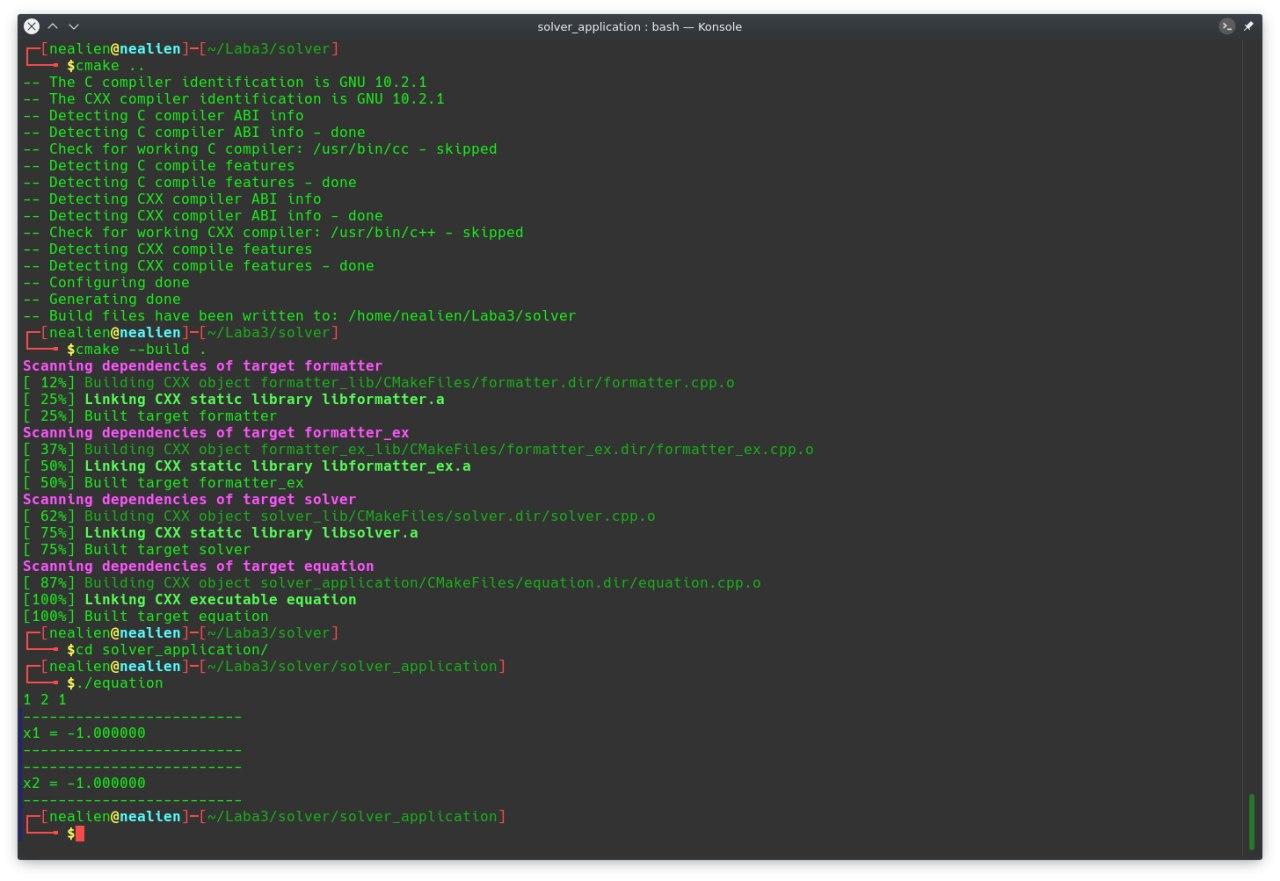 solver_application : bash — Konsole
┌─[nealien@nealien]─[~/Laba3/solver]
└──╼ $cmake ..
-- The C compiler identification is GNU 10.2.1
-- The CXX compiler identification is GNU 10.2.1
-- Detecting C compiler ABI info
-- Detecting C compiler ABI info - done
-- Check for working C compiler: /usr/bin/cc - skipped
-- Detecting C compile features
-- Detecting C compile features - done
-- Detecting CXX compiler ABI info
-- Detecting CXX compiler ABI info - done
-- Check for working CXX compiler: /usr/bin/c++ - skipped
-- Detecting CXX compile features
-- Detecting CXX compile features - done
-- Configuring done
-- Generating done
-- Build files have been written to: /home/nealien/Laba3/solver
┌─[nealien@nealien]─[~/Laba3/solver]
└──╼ $cmake --build .
Scanning dependencies of target formatter
[ 12%] Building CXX object formatter_lib/CMakeFiles/formatter.dir/formatter.cpp.o
[ 25%] Linking CXX static library libformatter.a
[ 25%] Built target formatter
Scanning dependencies of target formatter_ex
[ 37%] Building CXX object formatter_ex_lib/CMakeFiles/formatter_ex.dir/formatter_ex.cpp.o
[ 50%] Linking CXX static library libformatter_ex.a
[ 50%] Built target formatter_ex
Scanning dependencies of target solver
[ 62%] Building CXX object solver_lib/CMakeFiles/solver.dir/solver.cpp.o
[ 75%] Linking CXX static library libsolver.a
[ 75%] Built target solver
Scanning dependencies of target equation
[ 87%] Building CXX object solver_application/CMakeFiles/equation.dir/equation.cpp.o
[100%] Linking CXX executable equation
[100%] Built target equation
┌─[nealien@nealien]─[~/Laba3/solver]
└──╼ $cd solver_application/
┌─[nealien@nealien]─[~/Laba3/solver/solver_application]
└──╼ $./equation
1 2 1
-------------------------
x1 = -1.000000
-------------------------
-------------------------
x2 = -1.000000
-------------------------
┌─[nealien@nealien]─[~/Laba3/solver/solver_application]
└──╼ $